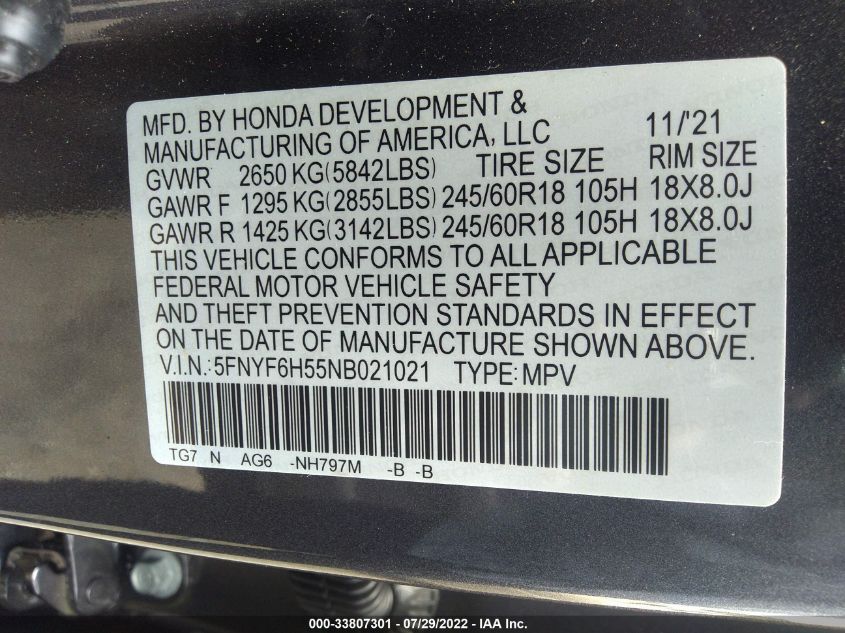 MFD. BY HONDA DEVELOPMENT &
MANUFACTURING OF AMERICA, LLC 11/'21
GVWR 2650 KG(5842LBS) TIRE SIZE RIM SIZE
GAWR F 1295 KG(2855LBS) 245/60R18 105H 18X8.0J
GAWR R 1425 KG(3142LBS) 245/60R18 105H 18X8.0J
THIS VEHICLE CONFORMS TO ALL APPLICABLE
FEDERAL MOTOR VEHICLE SAFETY
AND THEFT PREVENTION STANDARDS IN EFFECT
ON THE DATE OF MANUFACTURE SHOWN ABOVE.
V.I.N.:5FNYF6H55NB021021 TYPE:MPV
TG7 N AG6 -NH797M -B -B
000-33807301 - 07/29/2022 - IAA Inc.